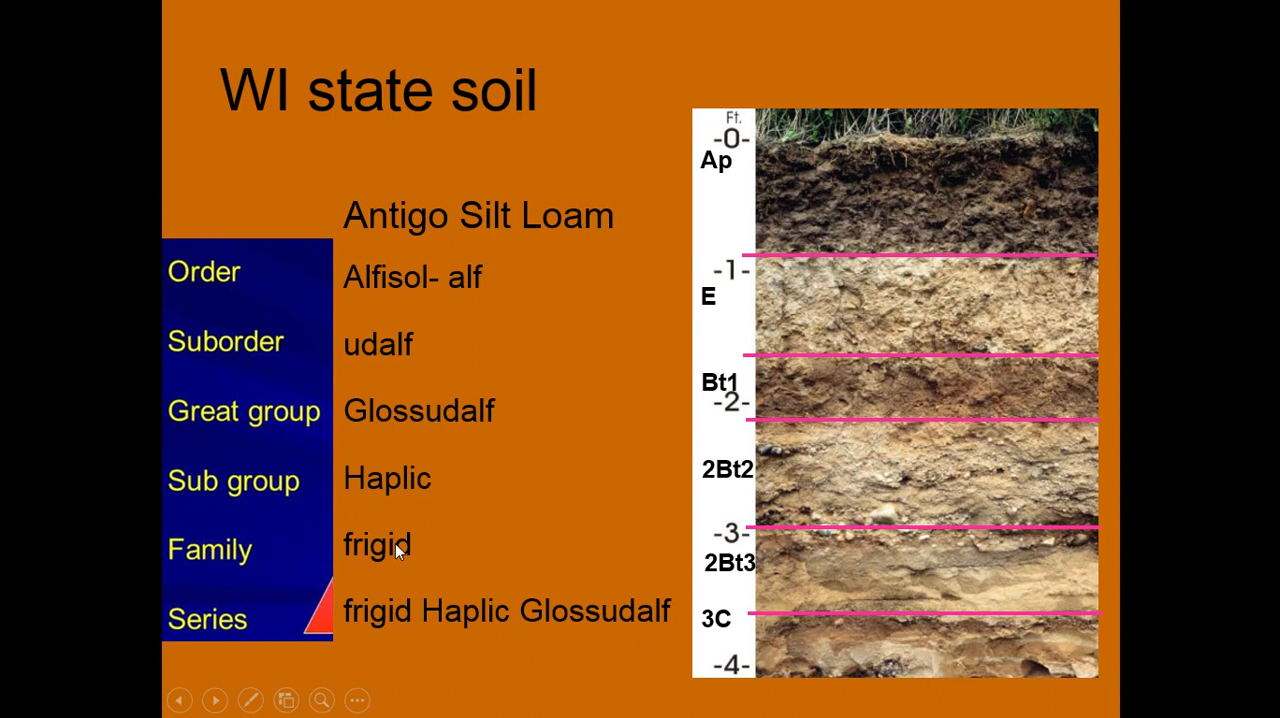 WI state soil
Antigo Silt Loam
Order Alfisol- alf
Suborder udalf
Great group Glossudalf
Sub group Haplic
Family frigid
Series frigid Haplic Glossudalf
Ft.
-0-
Ap
-1-
E
Bt1
-2-
2Bt2
-3-
2Bt3
3C
-4-